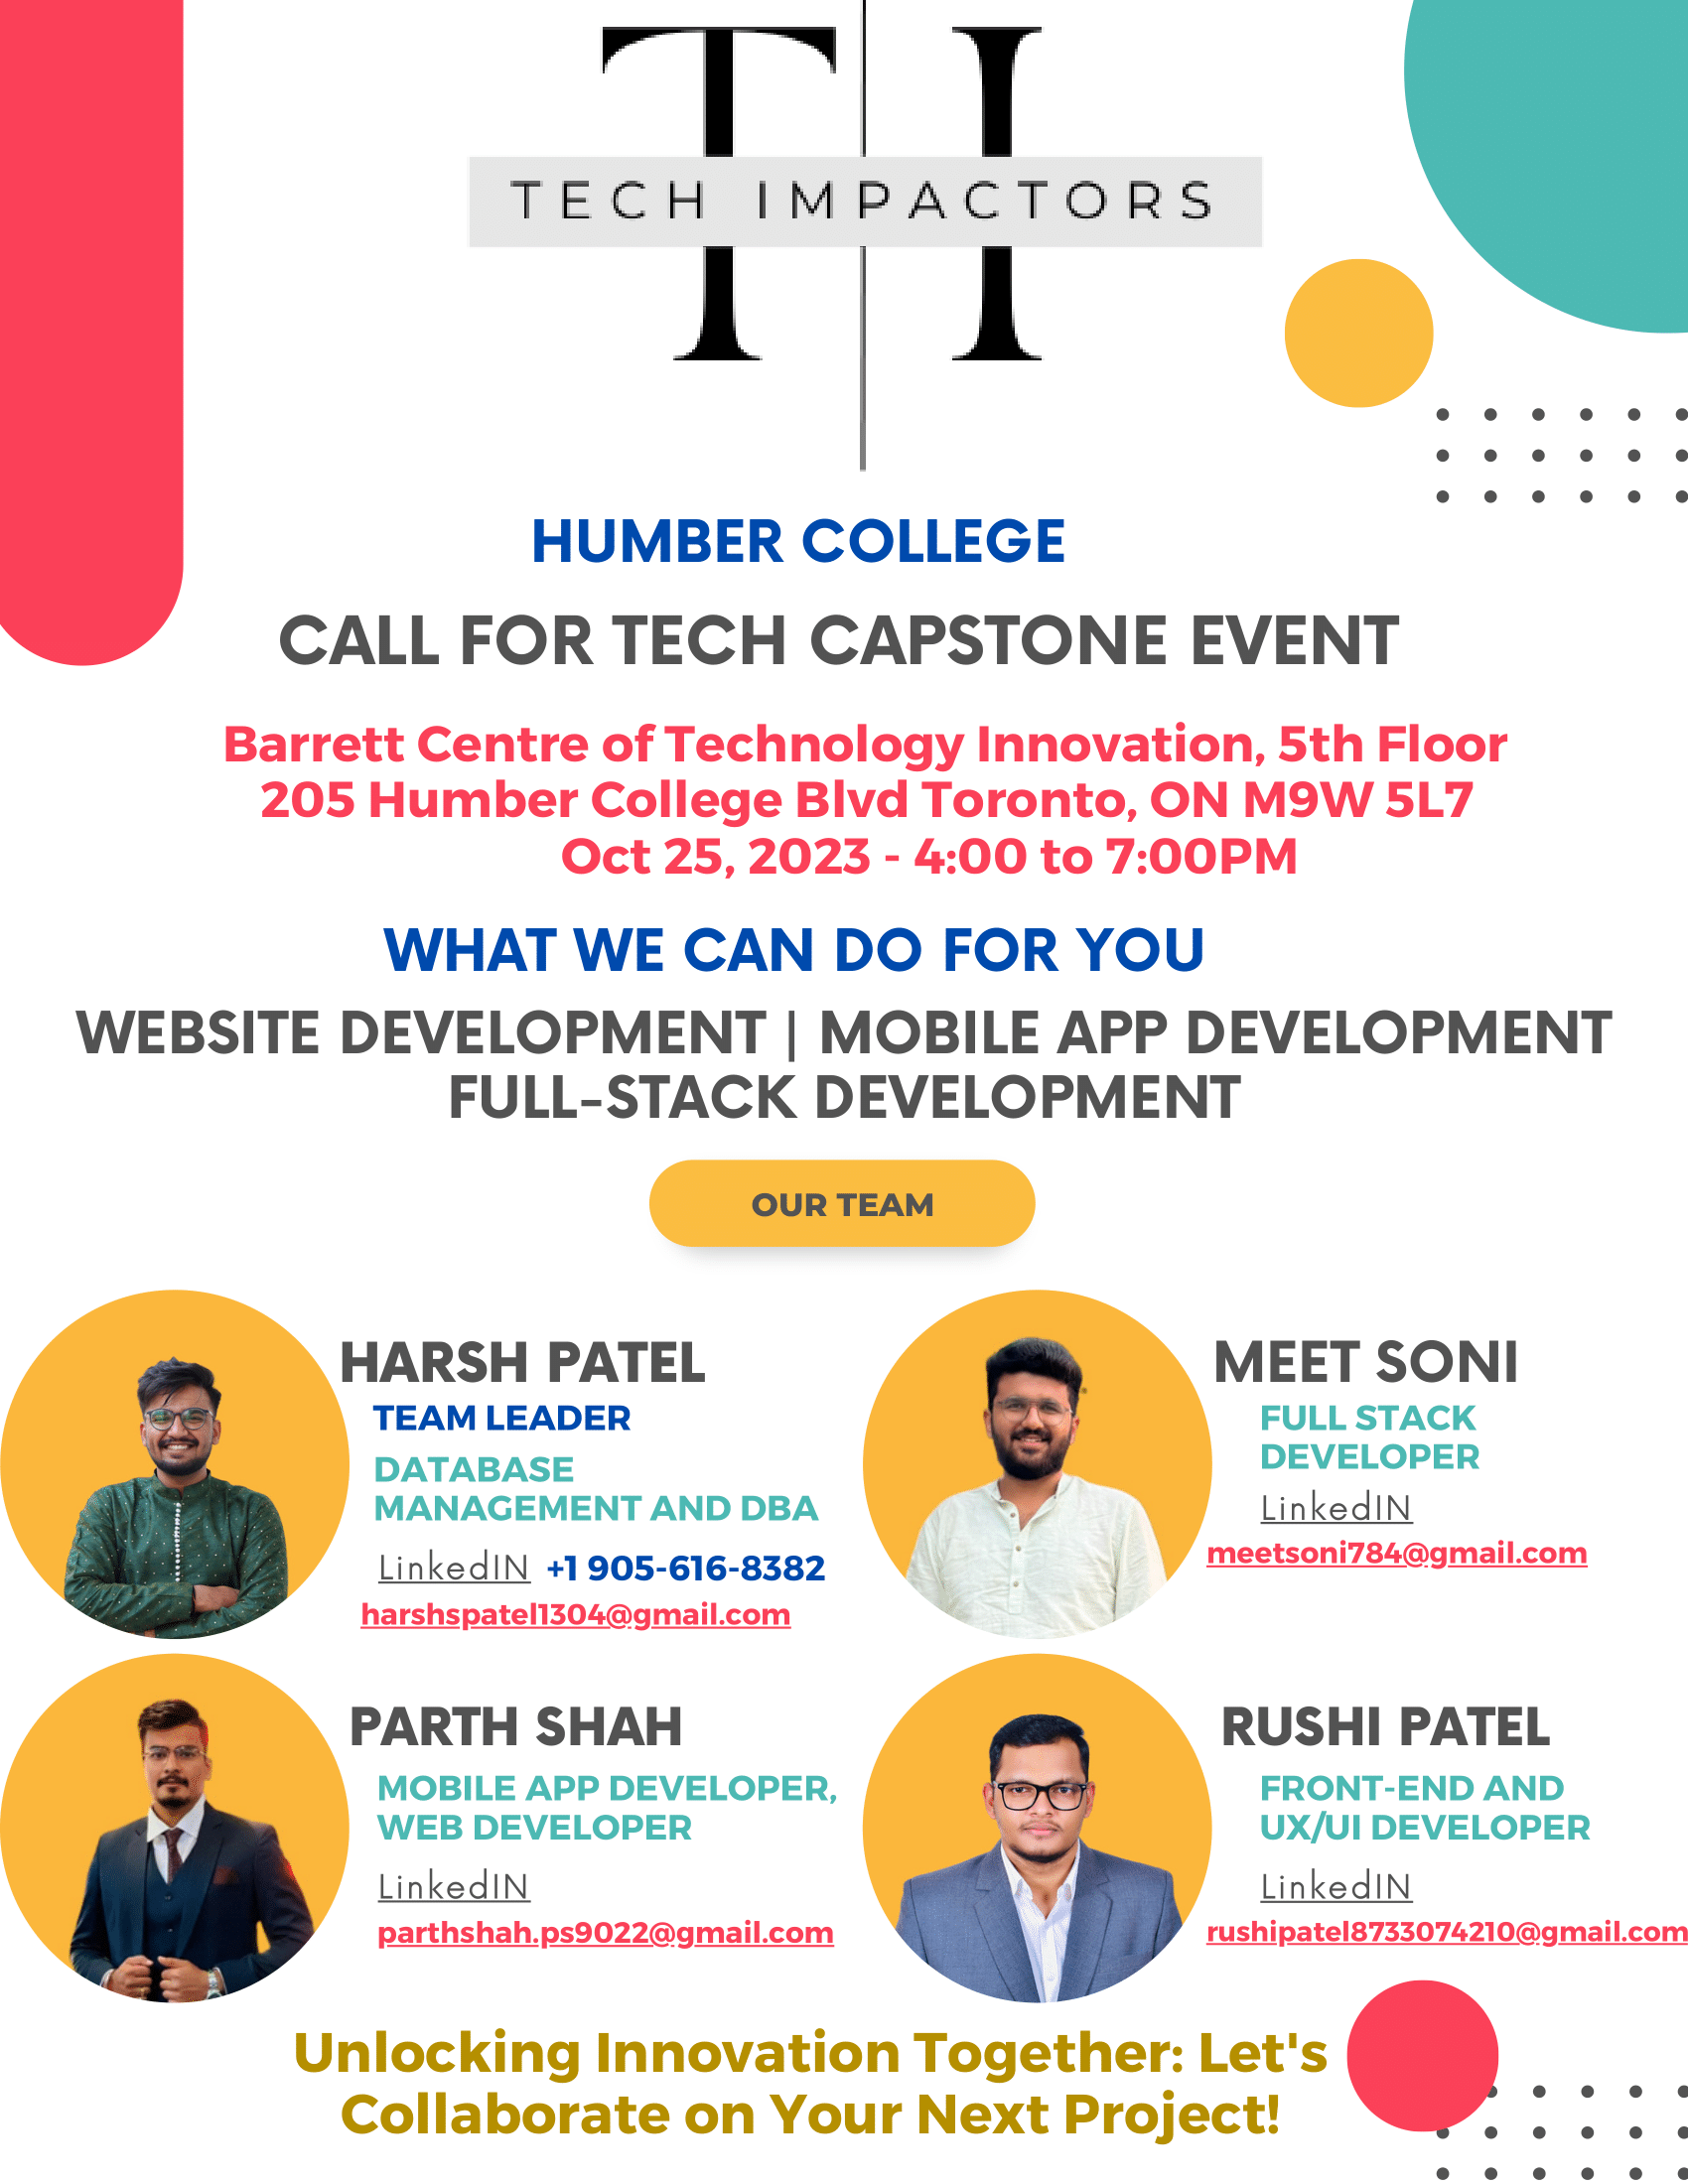 TI
TECH IMPACTORS
HUMBER COLLEGE
CALL FOR TECH CAPSTONE EVENT
Barrett Centre of Technology Innovation, 5th Floor
205 Humber College Blvd Toronto, ON M9W 5L7
Oct 25, 2023 - 4:00 to 7:00PM
WHAT WE CAN DO FOR YOU
WEBSITE DEVELOPMENT | MOBILE APP DEVELOPMENT
FULL-STACK DEVELOPMENT
OUR TEAM
HARSH PATEL
TEAM LEADER
DATABASE
MANAGEMENT AND DBA
LinkedIN +1 905-616-8382
harshspatel1304@gmail.com
MEET SONI
FULL STACK
DEVELOPER
LinkedIN
meetsoni784@gmail.com
PARTH SHAH
MOBILE APP DEVELOPER,
WEB DEVELOPER
LinkedIN
parthshah.ps9022@gmail.com
RUSHI PATEL
FRONT-END AND
UX/UI DEVELOPER
LinkedIN
rushipatel8733074210@gmail.com
Unlocking Innovation Together: Let's
Collaborate on Your Next Project!